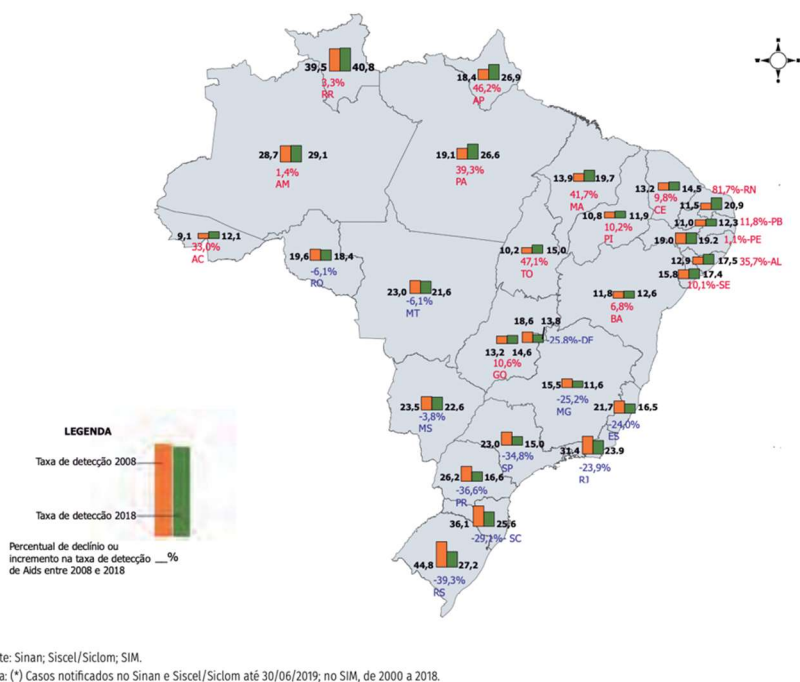 39,5 40,8
3,3%
RR
18,4 26,9
46,2%
AP
28,7 29,1
1,4%
AM
19,1 26,6
39,3%
PA
13,9 19,7
41,7%
MA
13,2 14,5
9,8%
CE
81,7%-RN
11,5 20,9
10,8 11,9
10,2%
PI
11,0 12,3 11,8%-PB
19,0 19,2 1,1%-PE
12,9 17,5 35,7%-AL
15,8 17,4
10,1%-SE
9,1 12,1
33,0%
AC
19,6 18,4
-6,1%
RO
10,2 15,0
47,1%
TO
23,0 21,6
-6,1%
MT
11,8 12,6
6,8%
BA
18,6 13,8
-25,8%-DF
13,2 14,6
10,6%
GO
15,5 11,6
-25,2%
MG
23,5 22,6
-3,8%
MS
21,7 16,5
-24,0%
ES
23,0 15,0
-34,8%
SP
31,4 23,9
-23,9%
RJ
26,2 16,6
-36,6%
PR
36,1 25,6
-29,1%- SC
44,8 27,2
-39,3%
RS
LEGENDA
Taxa de detecção 2008
Taxa de detecção 2018
Percentual de declínio ou
incremento na taxa de detecção __%
de Aids entre 2008 e 2018
te: Sinan; Siscel/Siclom; SIM.
a: (*) Casos notificados no Sinan e Siscel/Siclom até 30/06/2019; no SIM, de 2000 a 2018.